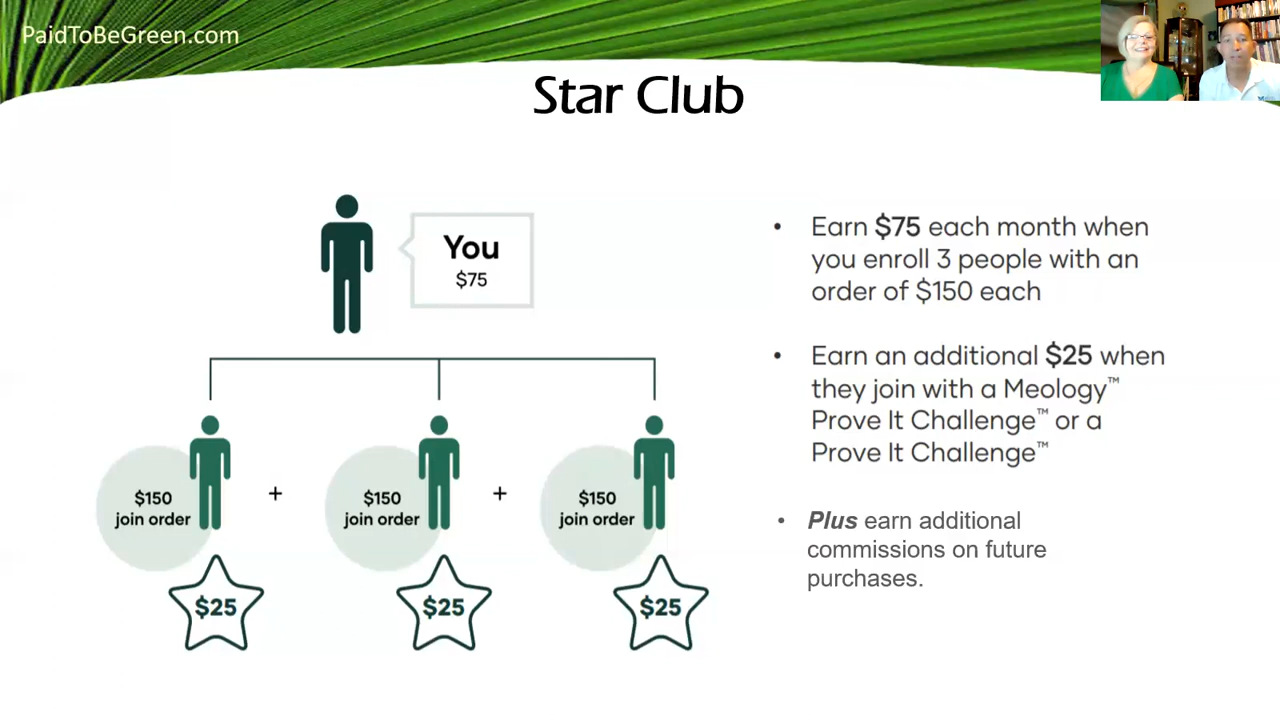 PaidToBeGreen.com
Star Club
You
$75
$150
join order
+
$150
join order
+
$150
join order
$25
$25
$25
• Earn $75 each month when
you enroll 3 people with an
order of $150 each
• Earn an additional $25 when
they join with a Meology™
Prove It Challenge™ or a
Prove It Challenge™
• Plus earn additional
commissions on future
purchases.